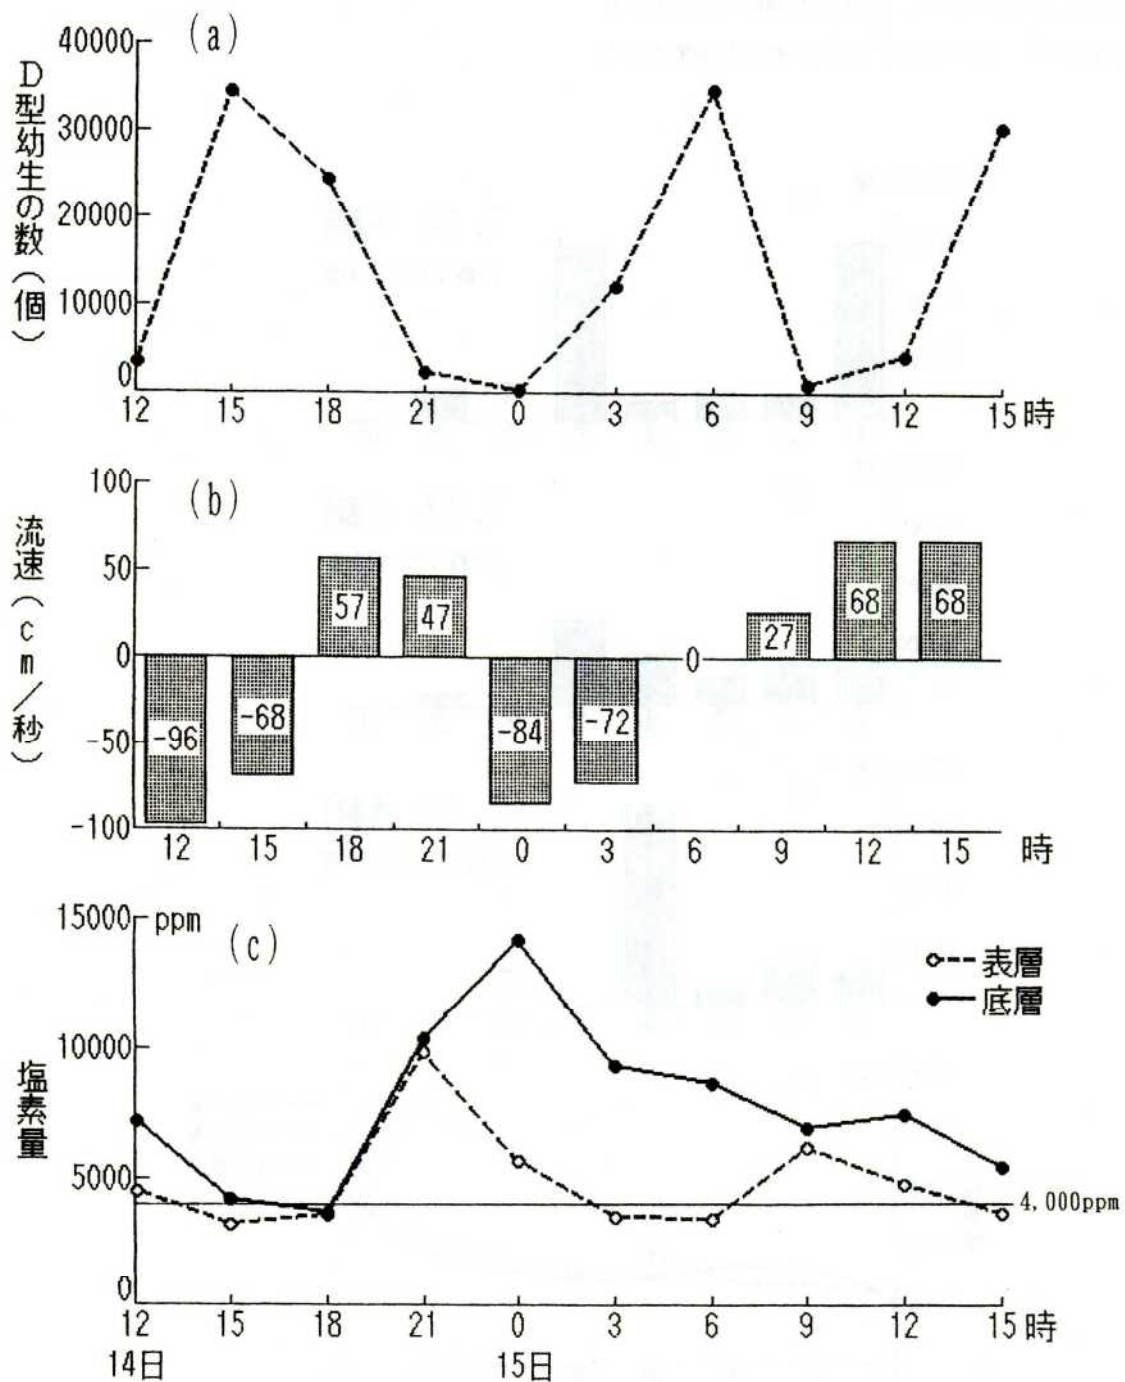 (a)
D型幼生の数(個)
40000
30000
20000
10000
0
12 15 18 21 0 3 6 9 12 15時
(b)
流速(cm/秒)
100
50
0
-50
-100
-96 -68 57 47 -84 -72 0 27 68 68
12 15 18 21 0 3 6 9 12 15 時
(c)
塩素量
15000 ppm
10000
5000
0
表層
底層
4,000ppm
12 15 18 21 0 3 6 9 12 15時
14日 15日